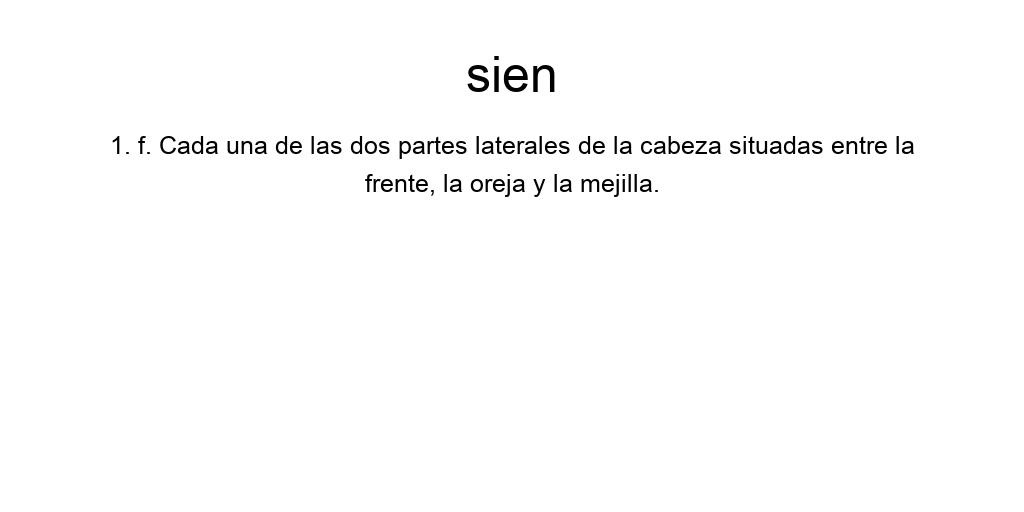 sien
1. f. Cada una de las dos partes laterales de la cabeza situadas entre la
frente, la oreja y la mejilla.